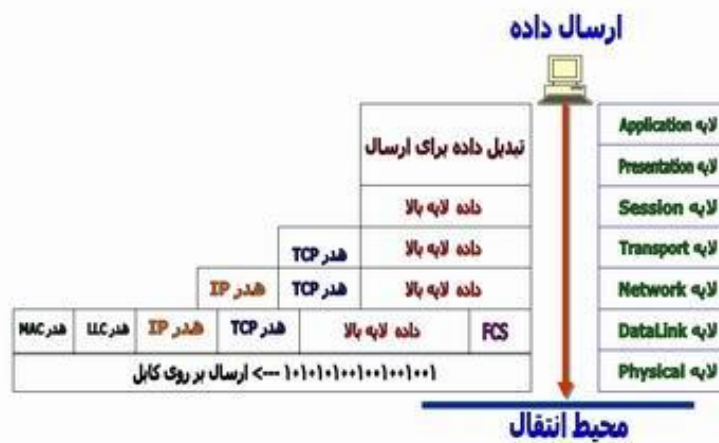 ارسال داده
لایه Application
تبدیل داده برای ارسال
لایه Presentation
داده لایه بالا
لایه Session
هدر TCP داده لایه بالا
لایه Transport
هدر IP هدر TCP داده لایه بالا
لایه Network
هدر MAC هدر LLC هدر IP هدر TCP داده لایه بالا FCS
لایه DataLink
۱۰۱۰۱۰۱۰۰۱۰۰۱۰۰۱۰۰۱ ---> ارسال بر روی کابل
لایه Physical
محیط انتقال